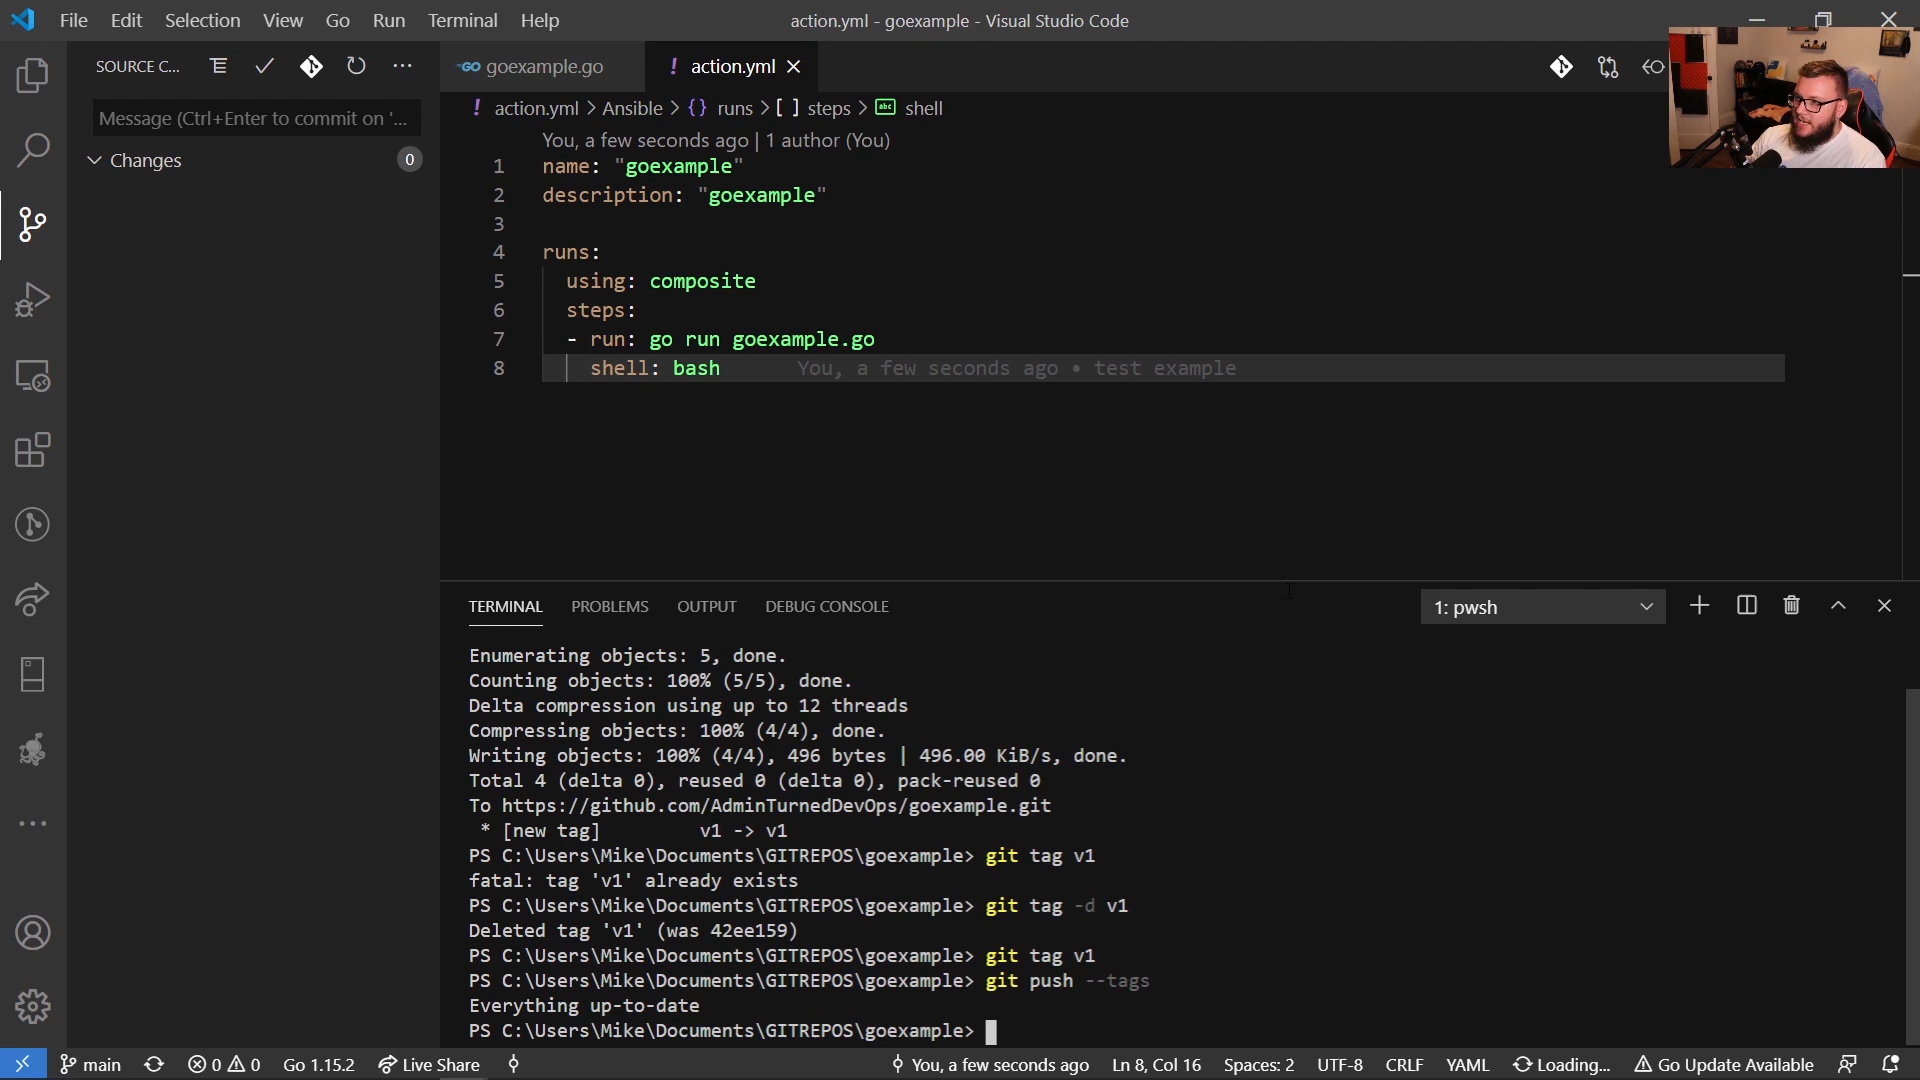 File Edit Selection View Go Run Terminal Help
action.yml - goexample - Visual Studio Code
SOURCE C...
goexample.go
! action.yml
Message (Ctrl+Enter to commit on '...
! action.yml > Ansible > {} runs > [ ] steps > abc shell
Changes 0
You, a few seconds ago | 1 author (You)
1 name: "goexample"
2 description: "goexample"
3
4 runs:
5 using: composite
6 steps:
7 - run: go run goexample.go
8 shell: bash You, a few seconds ago • test example
TERMINAL PROBLEMS OUTPUT DEBUG CONSOLE
1: pwsh
Enumerating objects: 5, done.
Counting objects: 100% (5/5), done.
Delta compression using up to 12 threads
Compressing objects: 100% (4/4), done.
Writing objects: 100% (4/4), 496 bytes | 496.00 KiB/s, done.
Total 4 (delta 0), reused 0 (delta 0), pack-reused 0
To https://github.com/AdminTurnedDevOps/goexample.git
* [new tag] v1 -> v1
PS C:\Users\Mike\Documents\GITREPOS\goexample> git tag v1
fatal: tag 'v1' already exists
PS C:\Users\Mike\Documents\GITREPOS\goexample> git tag -d v1
Deleted tag 'v1' (was 42ee159)
PS C:\Users\Mike\Documents\GITREPOS\goexample> git tag v1
PS C:\Users\Mike\Documents\GITREPOS\goexample> git push --tags
Everything up-to-date
PS C:\Users\Mike\Documents\GITREPOS\goexample>
main 0 0 Go 1.15.2 Live Share
You, a few seconds ago Ln 8, Col 16 Spaces: 2 UTF-8 CRLF YAML Loading... Go Update Available